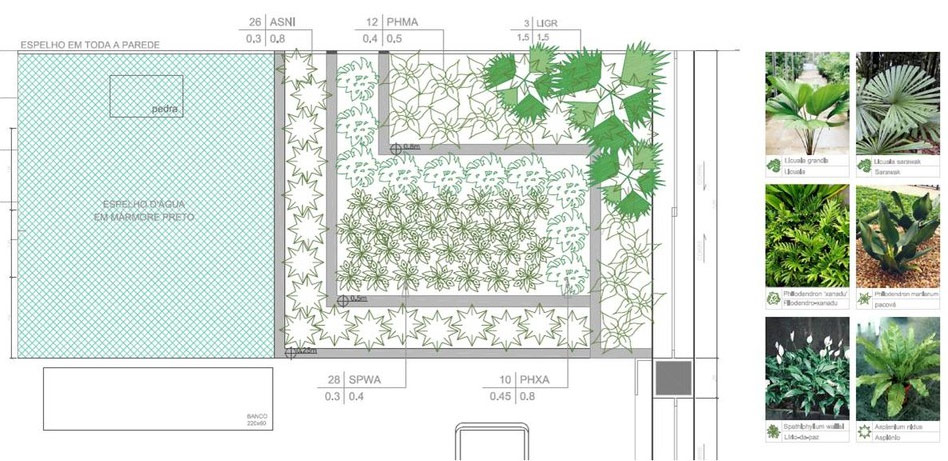 26 ASNI
0.3 0.8
12 PHMA
0.4 0.5
3 LIGR
1.5 1.5
ESPELHO EM TODA A PAREDE
pedra
ESPELHO D'AGUA
EM MÁRMORE PRETO
0.8m
0.5m
0.25m
28 SPWA
0.3 0.4
10 PHXA
0.45 0.8
BANCO
220x60
Licuala grandis
Licuala
Licuala sarawak
Sarawak
Philodendron 'xanadu'
Filodendro-xanadu
Philodendron martianum
pacová
Spathiphyllum wallisii
Lírio-da-paz
Asplenium nidus
Asplênio